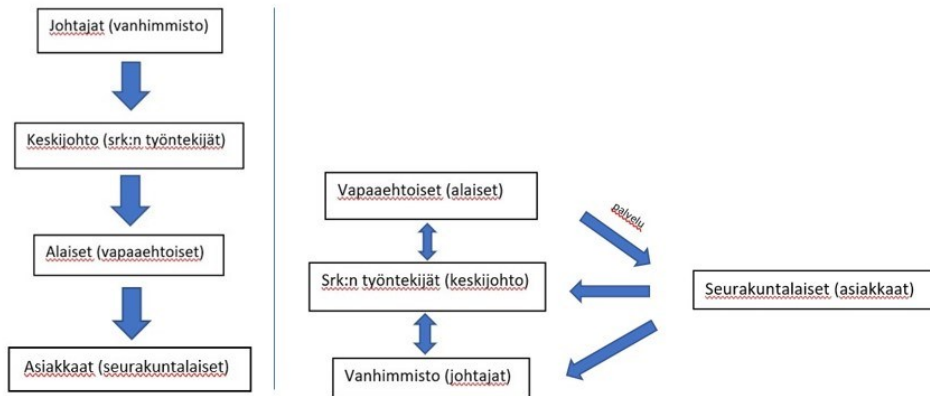 Johtajat (vanhimmisto)
Keskijohto (srk:n työntekijät)
Alaiset (vapaaehtoiset)
Asiakkaat (seurakuntalaiset)
Vapaaehtoiset (alaiset)
palvelu
Srk:n työntekijät (keskijohto)
Seurakuntalaiset (asiakkaat)
Vanhimmisto (johtajat)